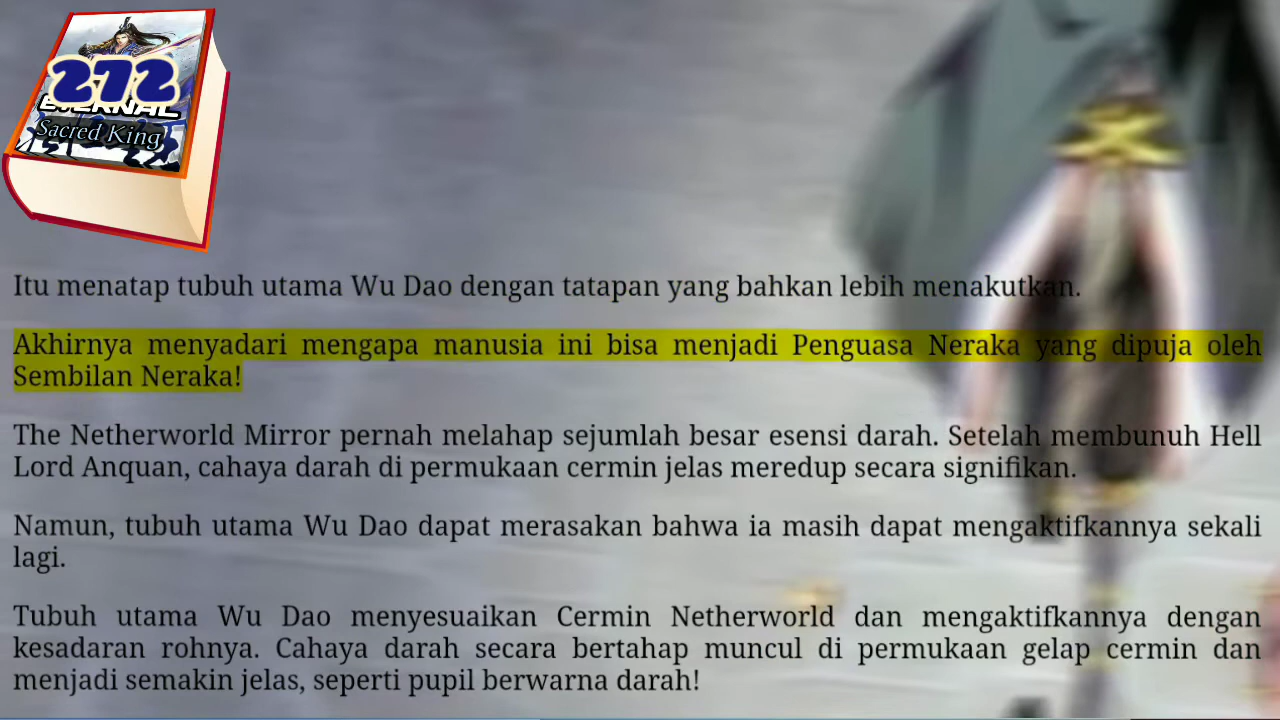 272
ETERNAL
Sacred King
Itu menatap tubuh utama Wu Dao dengan tatapan yang bahkan lebih menakutkan.
Akhirnya menyadari mengapa manusia ini bisa menjadi Penguasa Neraka yang dipuja oleh
Sembilan Neraka!
The Netherworld Mirror pernah melahap sejumlah besar esensi darah. Setelah membunuh Hell
Lord Anquan, cahaya darah di permukaan cermin jelas meredup secara signifikan.
Namun, tubuh utama Wu Dao dapat merasakan bahwa ia masih dapat mengaktifkannya sekali
lagi.
Tubuh utama Wu Dao menyesuaikan Cermin Netherworld dan mengaktifkannya dengan
kesadaran rohnya. Cahaya darah secara bertahap muncul di permukaan gelap cermin dan
menjadi semakin jelas, seperti pupil berwarna darah!